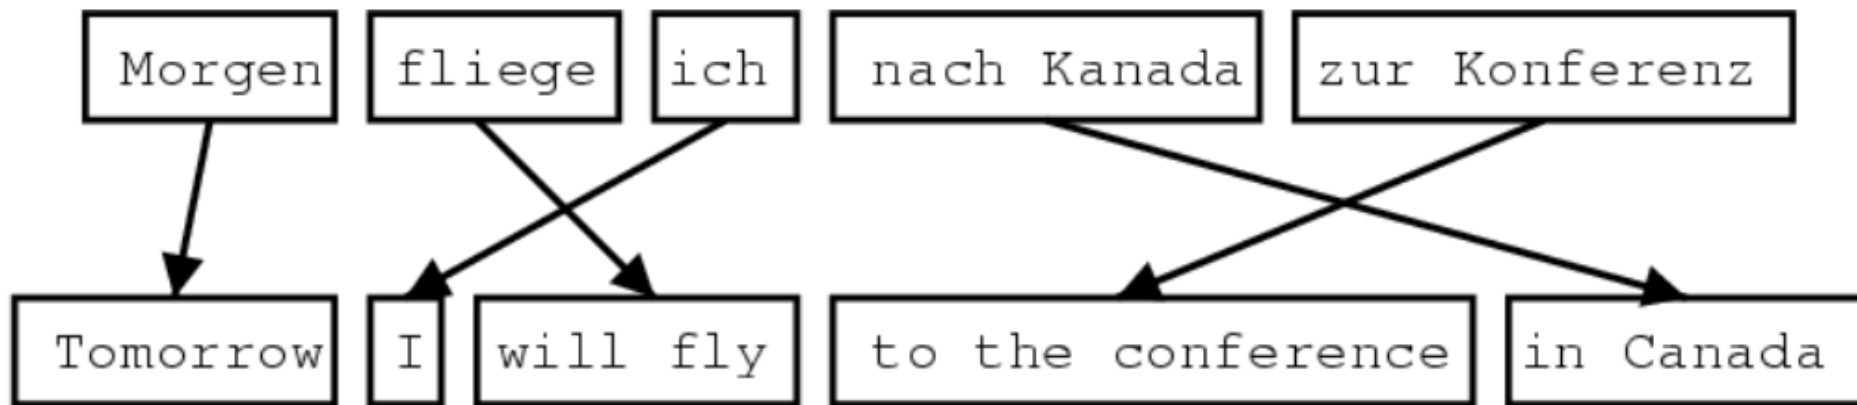 Morgen fliege ich nach Kanada zur Konferenz
Tomorrow I will fly to the conference in Canada